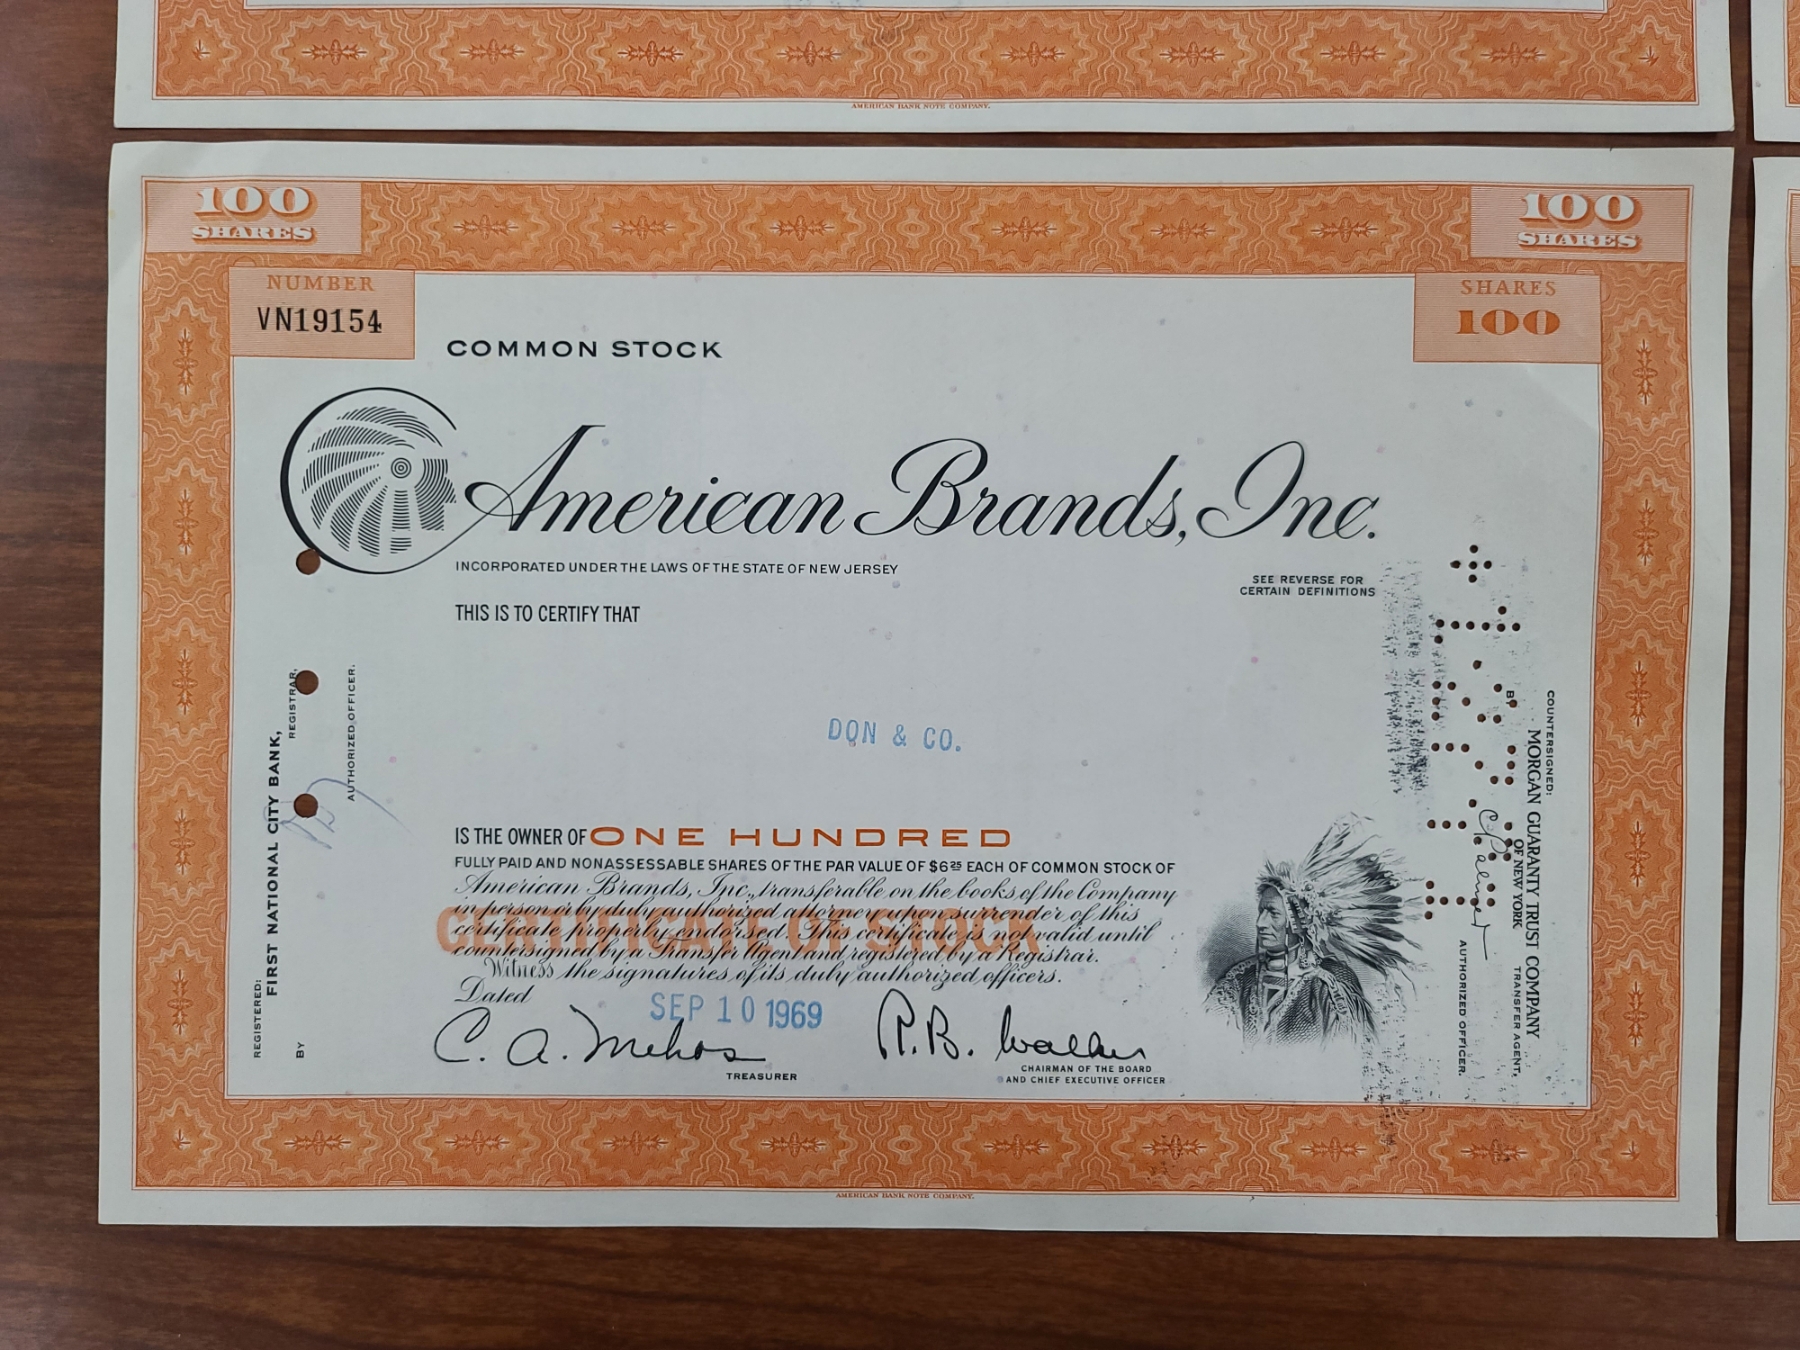 AMERICAN BANK NOTE COMPANY.
100
SHARES
100
SHARES
NUMBER
VN19154
SHARES
100
COMMON STOCK
American Brands, Inc.
INCORPORATED UNDER THE LAWS OF THE STATE OF NEW JERSEY
SEE REVERSE FOR
CERTAIN DEFINITIONS
THIS IS TO CERTIFY THAT
DQN & CO.
IS THE OWNER OF ONE HUNDRED
FULLY PAID AND NONASSESSABLE SHARES OF THE PAR VALUE OF $6.25 EACH OF COMMON STOCK OF
American Brands, Inc., transferable on the books of the Company
in person or by duly authorized attorney upon surrender of this
certificate properly endorsed. This certificate is not valid until
countersigned by a Transfer Agent and registered by a Registrar.
CERTIFICATE OF STOCK
Witness the signatures of its duly authorized officers.
Dated
SEP 10 1969
C. A. Mehos
TREASURER
R. B. Walker
CHAIRMAN OF THE BOARD
AND CHIEF EXECUTIVE OFFICER
REGISTERED:
FIRST NATIONAL CITY BANK,
REGISTRAR,
BY
AUTHORIZED OFFICER.
COUNTERSIGNED:
MORGAN GUARANTY TRUST COMPANY
OF NEW YORK
TRANSFER AGENT,
BY
AUTHORIZED OFFICER.
AMERICAN BANK NOTE COMPANY.